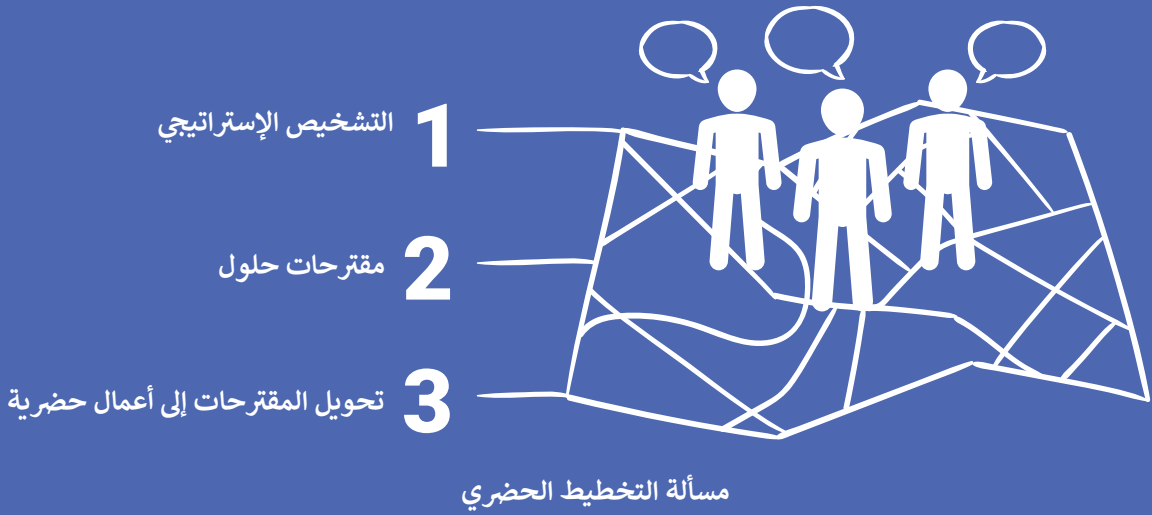 1 التشخيص الإستراتيجي
2 مقترحات حلول
3 تحويل المقترحات إلى أعمال حضرية
مسألة التخطيط الحضري